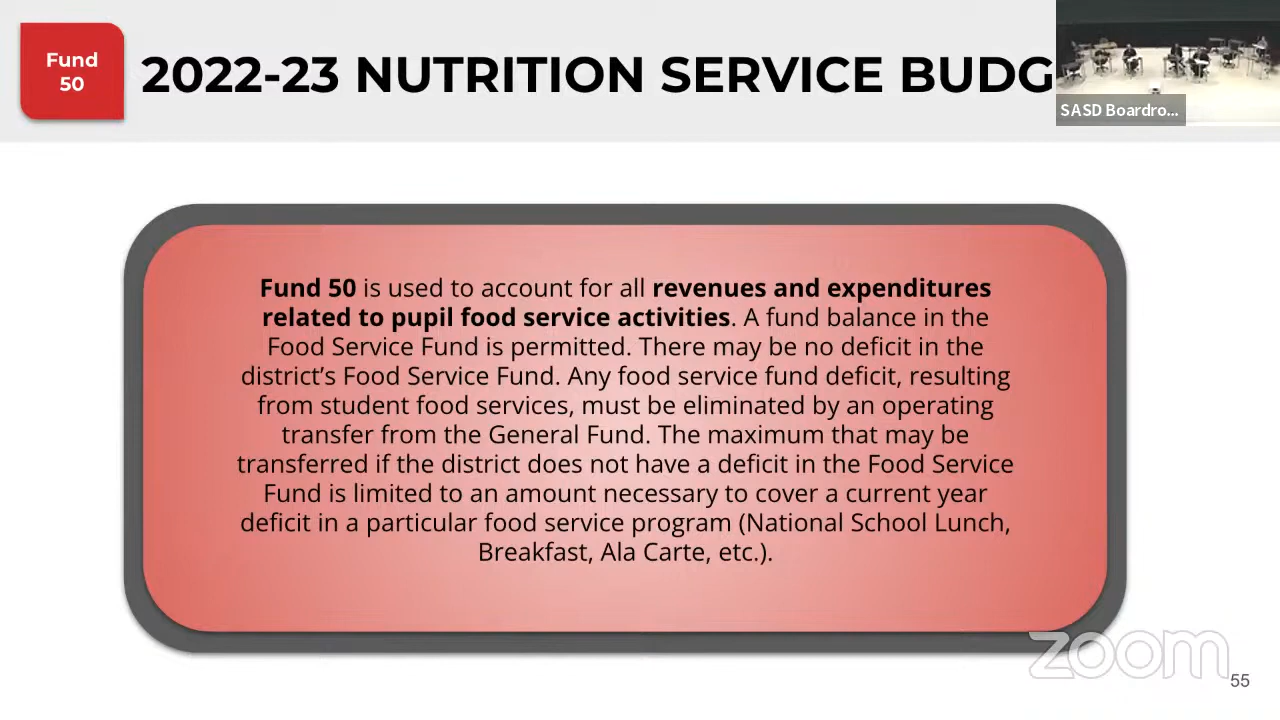 Fund
50
2022-23 NUTRITION SERVICE BUDG
SASD Boardro...
Fund 50 is used to account for all revenues and expenditures
related to pupil food service activities. A fund balance in the
Food Service Fund is permitted. There may be no deficit in the
district’s Food Service Fund. Any food service fund deficit, resulting
from student food services, must be eliminated by an operating
transfer from the General Fund. The maximum that may be
transferred if the district does not have a deficit in the Food Service
Fund is limited to an amount necessary to cover a current year
deficit in a particular food service program (National School Lunch,
Breakfast, Ala Carte, etc.).
zoom
55